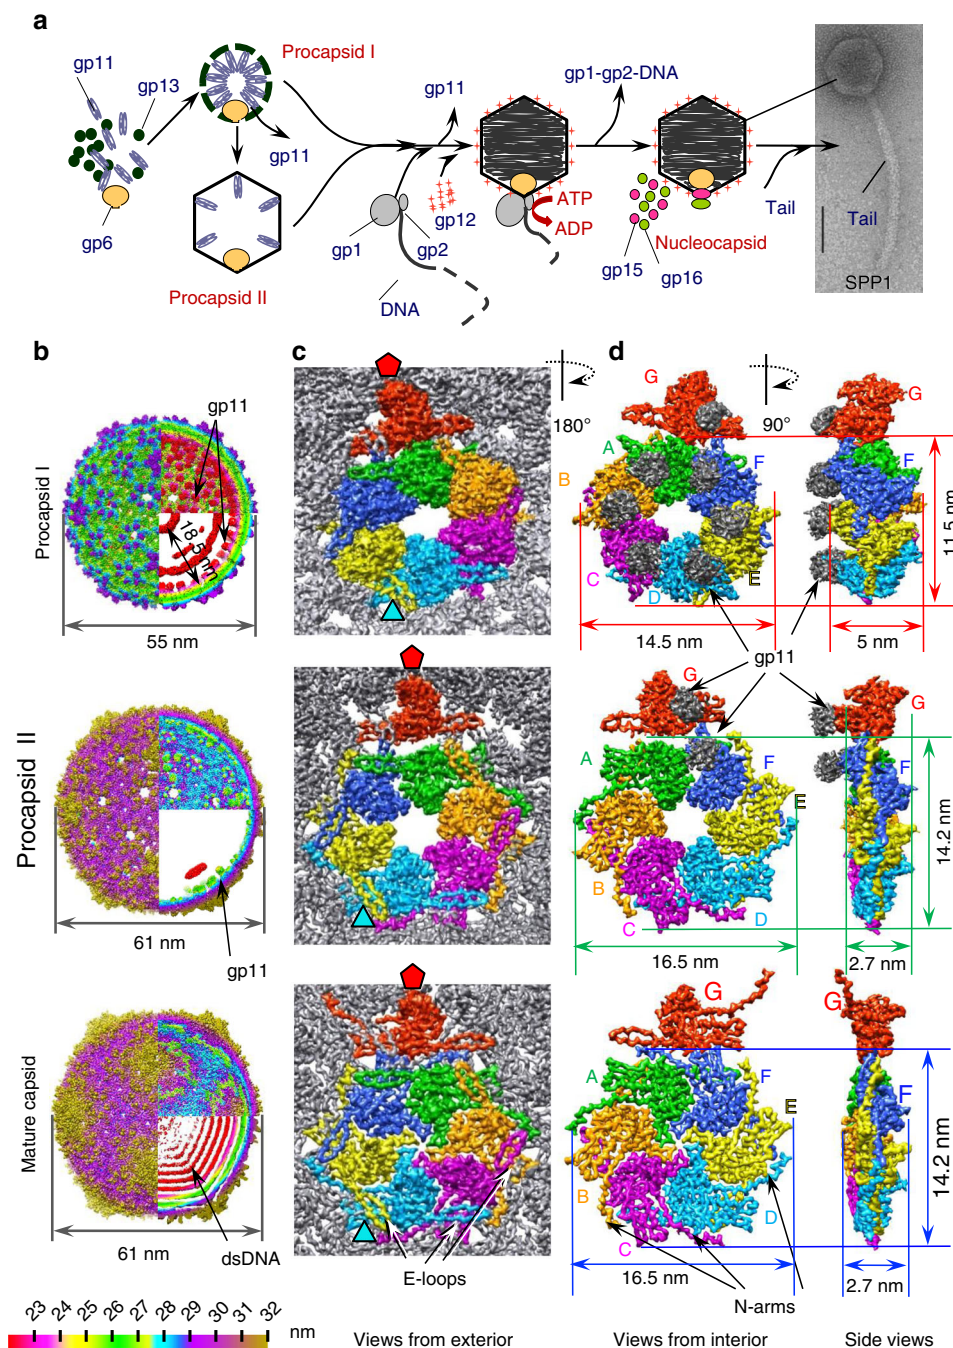 a
gp11
gp13
gp6
Procapsid I
gp11
Procapsid II
gp11
gp1
gp2
gp12
DNA
ATP
ADP
gp1-gp2-DNA
gp15
gp16
Nucleocapsid
Tail
Tail
SPP1
b
c
d
180°
90°
Procapsid I
gp11
18.5 nm
55 nm
G
A
B
C
D
E
F
14.5 nm
G
F
11.5 nm
5 nm
gp11
Procapsid II
61 nm
gp11
G
A
B
C
D
E
F
16.5 nm
G
F
14.2 nm
2.7 nm
Mature capsid
61 nm
dsDNA
E-loops
G
A
B
C
D
E
F
16.5 nm
N-arms
G
F
14.2 nm
2.7 nm
23 24 25 26 27 28 29 30 31 32 nm
Views from exterior
Views from interior
Side views